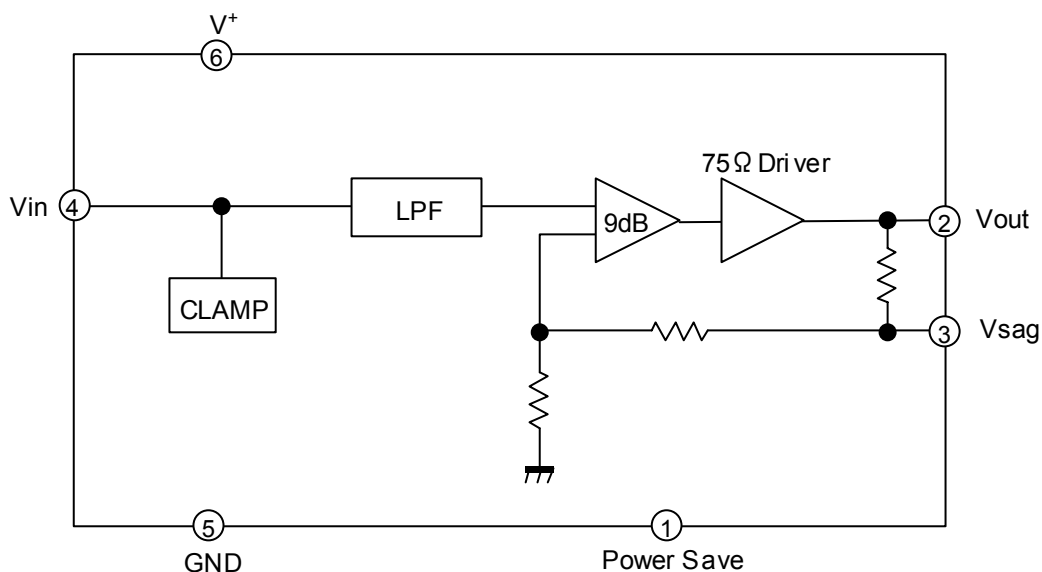 V⁺
6
75Ω Driver
Vin
4
LPF
9dB
2
Vout
CLAMP
3
Vsag
5
GND
1
Power Save